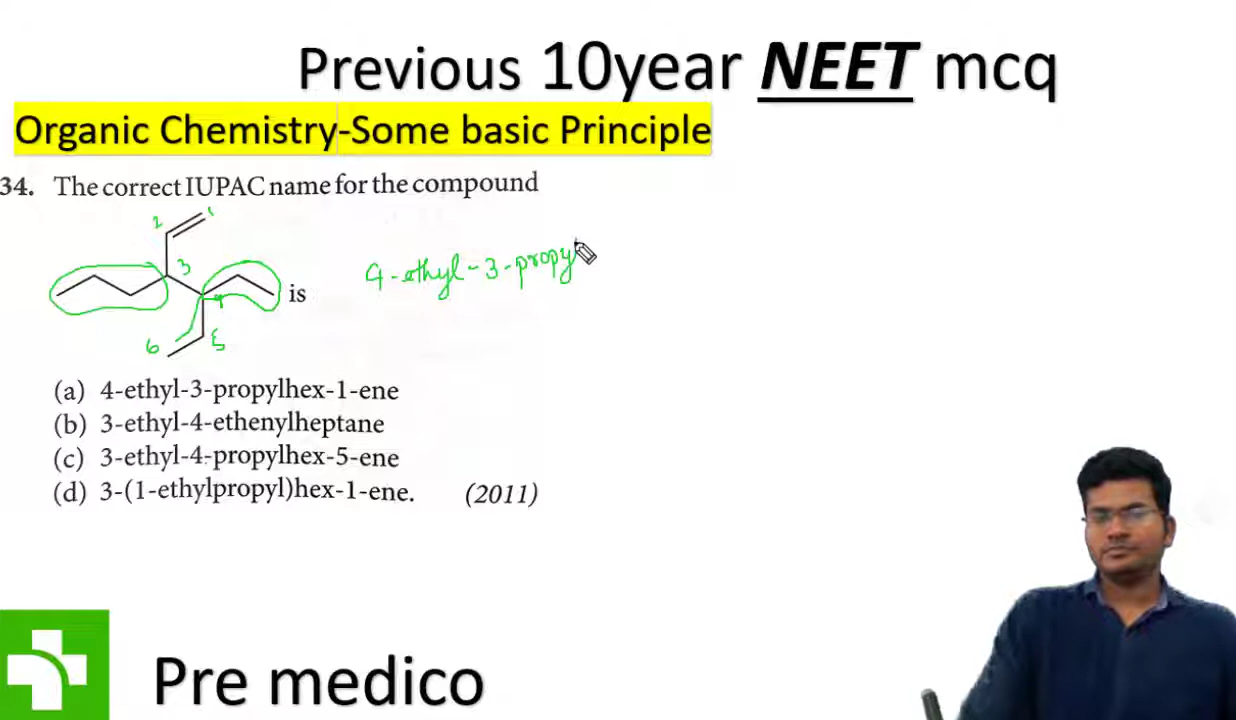 Previous 10year NEET mcq
Organic Chemistry-Some basic Principle
34. The correct IUPAC name for the compound
2 1
3
4-ethyl-3-propy
4
is
6 5
(a) 4-ethyl-3-propylhex-1-ene
(b) 3-ethyl-4-ethenylheptane
(c) 3-ethyl-4-propylhex-5-ene
(d) 3-(1-ethylpropyl)hex-1-ene. (2011)
Pre medico